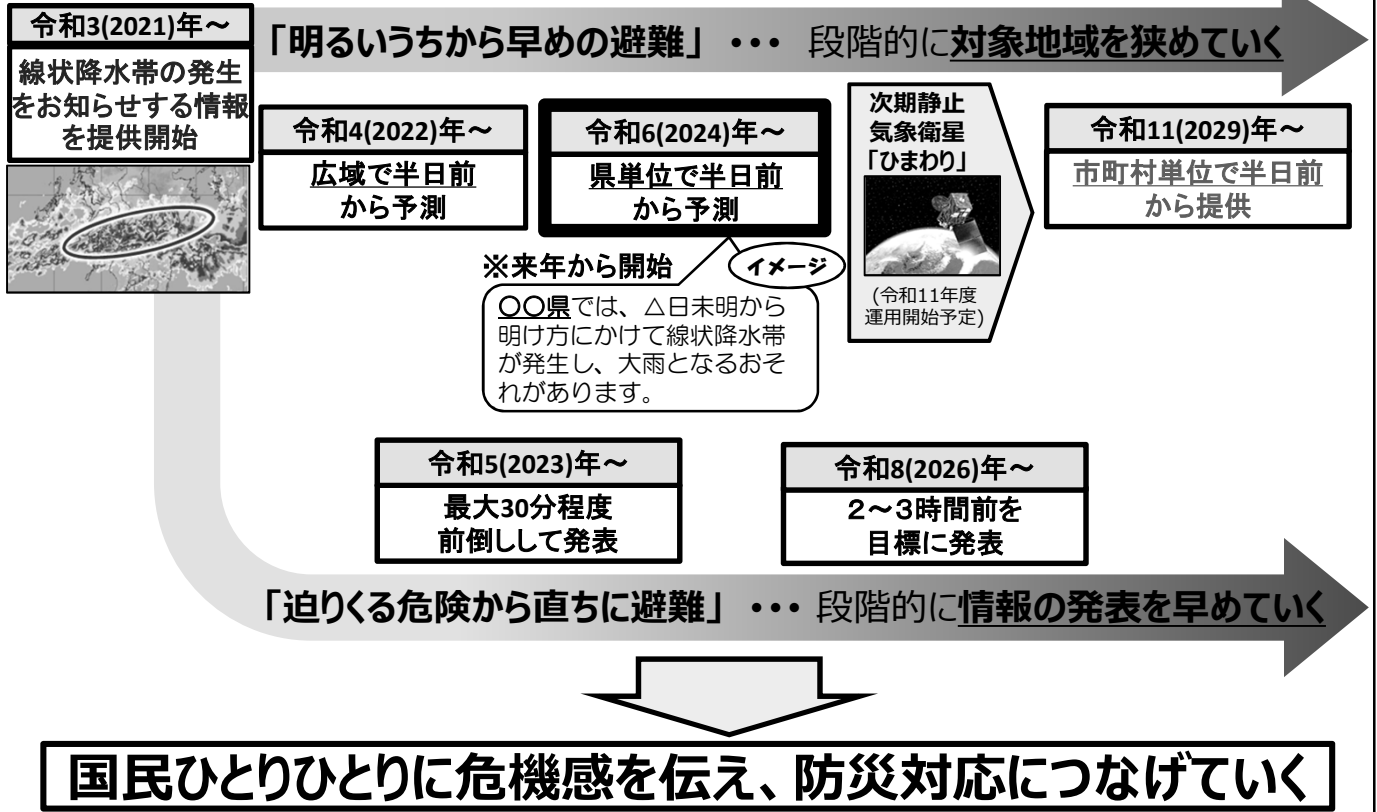 令和3(2021)年~
線状降水帯の発生
をお知らせする情報
を提供開始
「明るいうちから早めの避難」 ・・・ 段階的に対象地域を狭めていく
令和4(2022)年~
広域で半日前
から予測
令和6(2024)年~
県単位で半日前
から予測
※来年から開始
イメージ
〇〇県では、△日未明から
明け方にかけて線状降水帯
が発生し、大雨となるおそ
れがあります。
次期静止
気象衛星
「ひまわり」
(令和11年度
運用開始予定)
令和11(2029)年~
市町村単位で半日前
から提供
令和5(2023)年~
最大30分程度
前倒しして発表
令和8(2026)年~
2~3時間前を
目標に発表
「迫りくる危険から直ちに避難」 ・・・ 段階的に情報の発表を早めていく
国民ひとりひとりに危機感を伝え、防災対応につなげていく